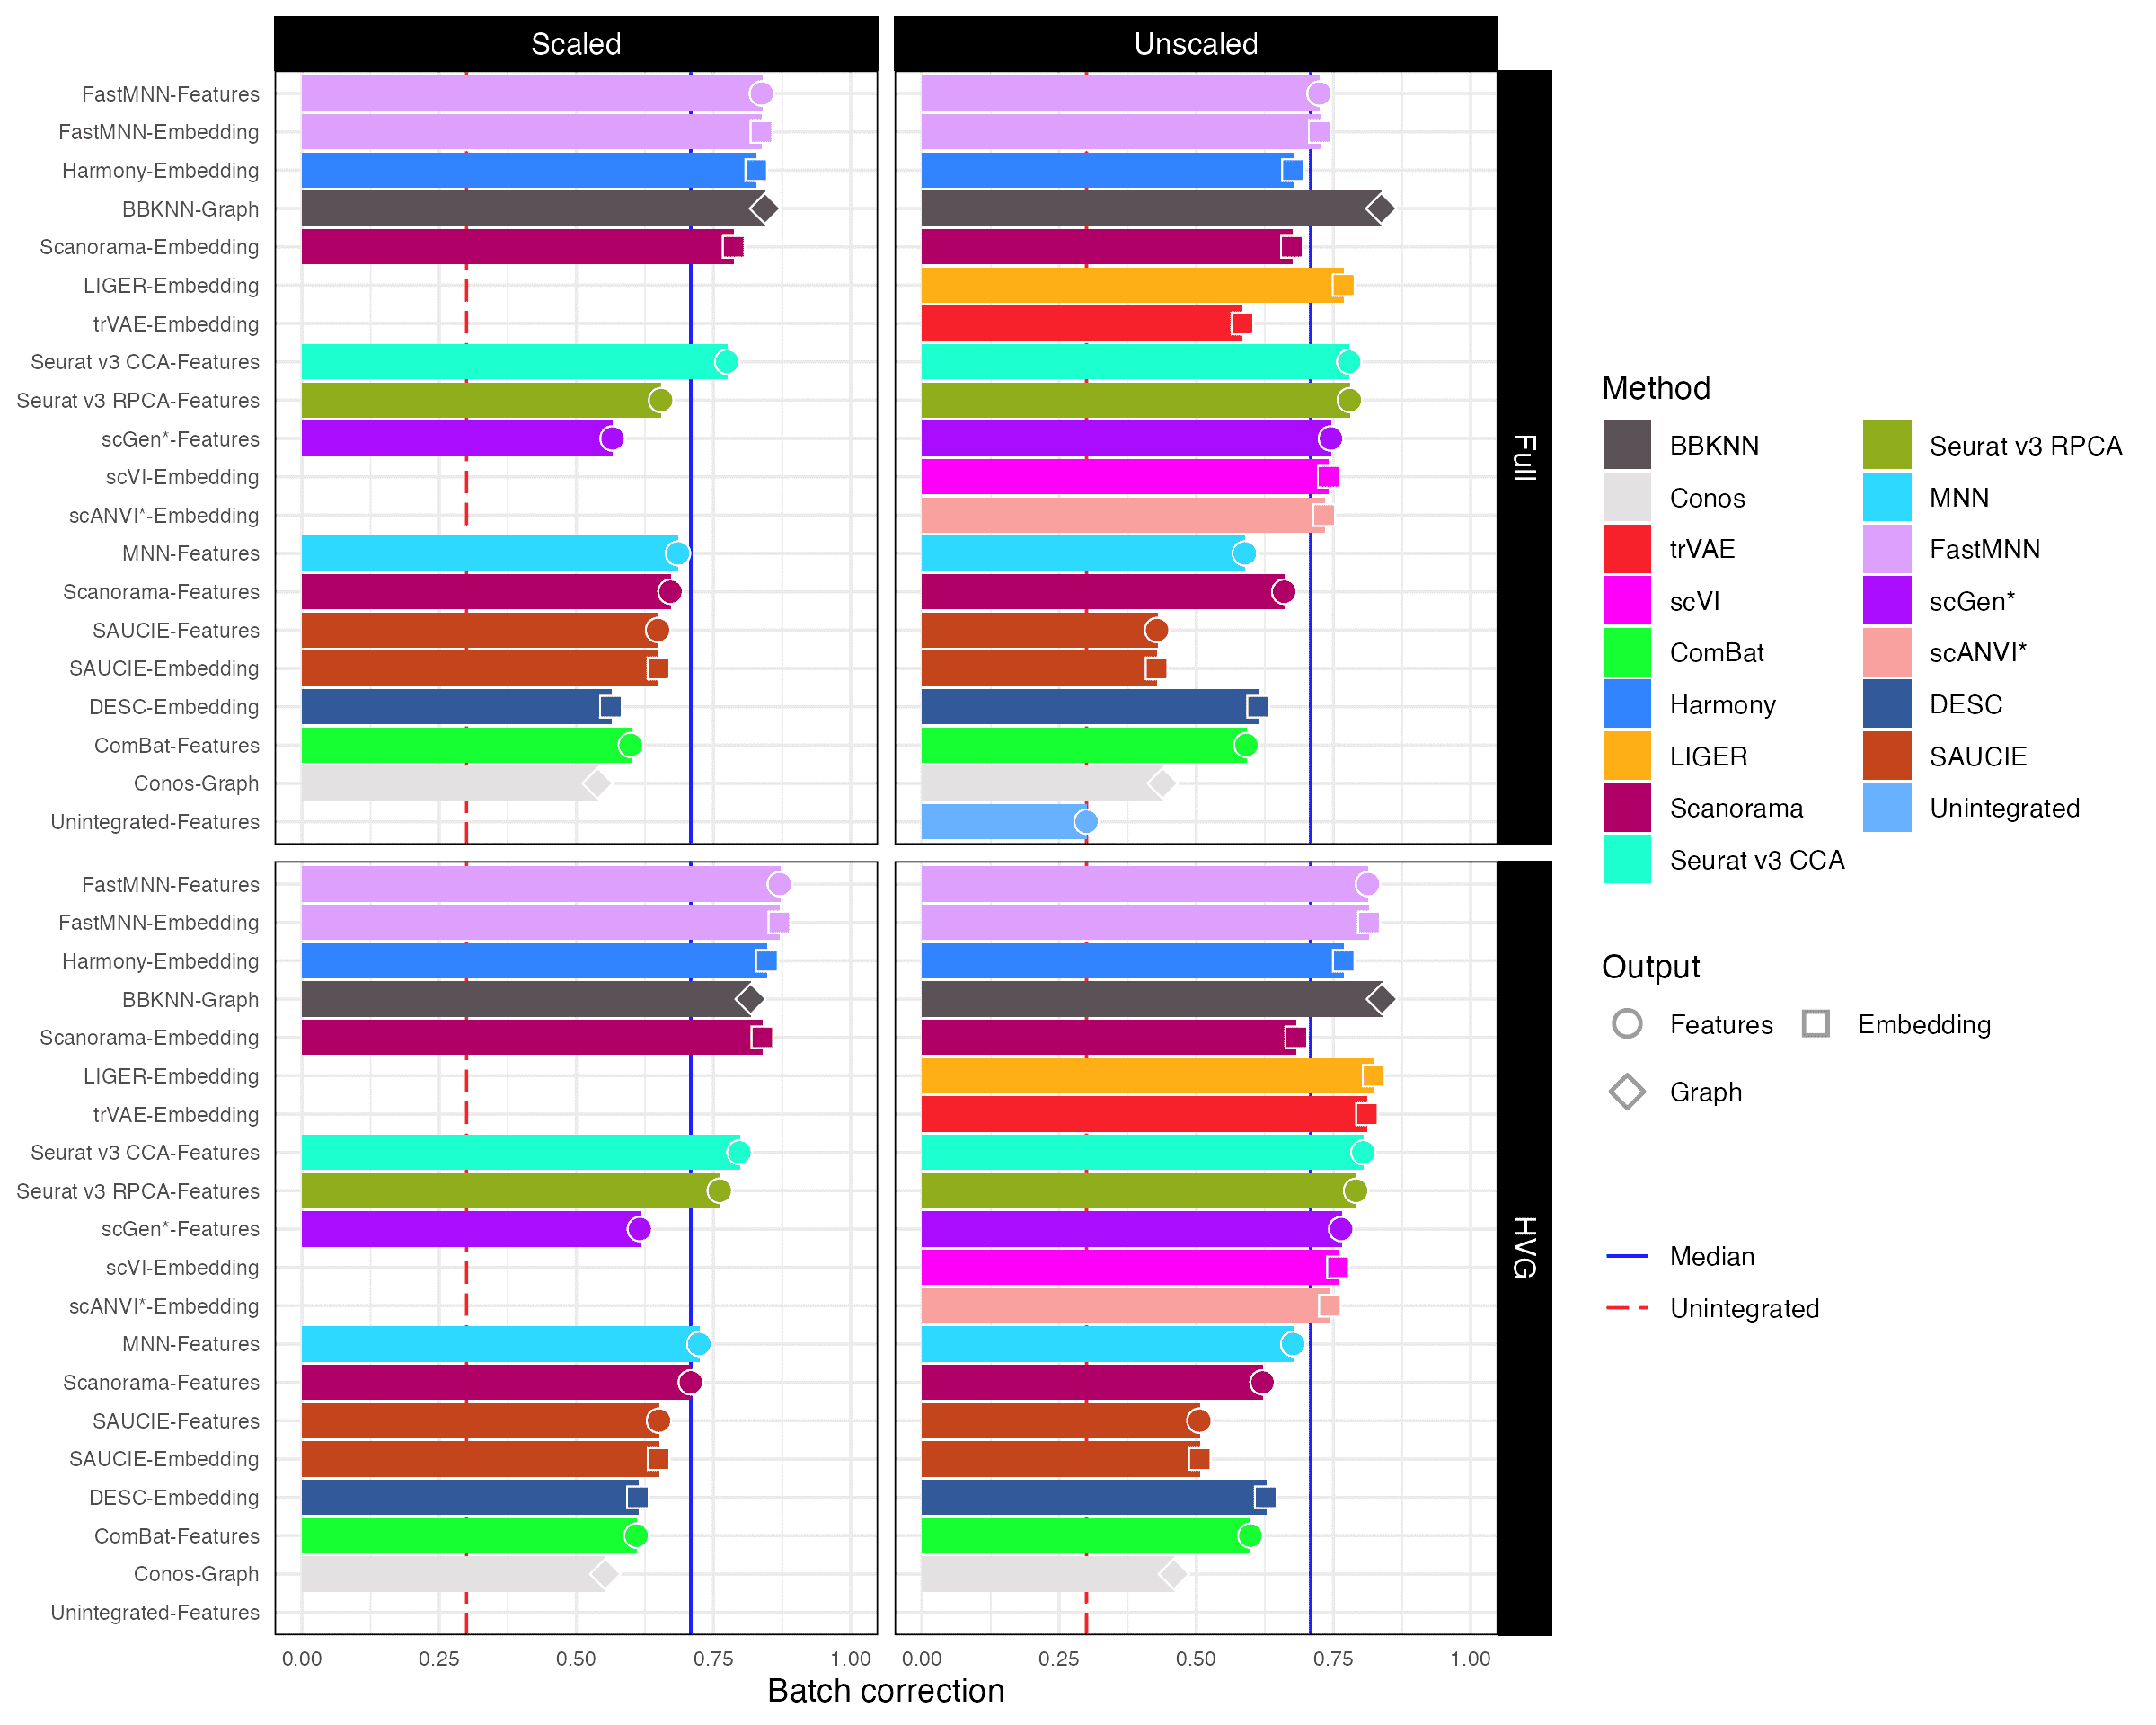 Scaled
Unscaled
FastMNN-Features
FastMNN-Embedding
Harmony-Embedding
BBKNN-Graph
Scanorama-Embedding
LIGER-Embedding
trVAE-Embedding
Seurat v3 CCA-Features
Seurat v3 RPCA-Features
scGen*-Features
scVI-Embedding
scANVI*-Embedding
MNN-Features
Scanorama-Features
SAUCIE-Features
SAUCIE-Embedding
DESC-Embedding
ComBat-Features
Conos-Graph
Unintegrated-Features
Full
FastMNN-Features
FastMNN-Embedding
Harmony-Embedding
BBKNN-Graph
Scanorama-Embedding
LIGER-Embedding
trVAE-Embedding
Seurat v3 CCA-Features
Seurat v3 RPCA-Features
scGen*-Features
scVI-Embedding
scANVI*-Embedding
MNN-Features
Scanorama-Features
SAUCIE-Features
SAUCIE-Embedding
DESC-Embedding
ComBat-Features
Conos-Graph
Unintegrated-Features
HVG
0.00 0.25 0.50 0.75 1.00 0.00 0.25 0.50 0.75 1.00
Batch correction
Method
BBKNN
Conos
trVAE
scVI
ComBat
Harmony
LIGER
Scanorama
Seurat v3 CCA
Seurat v3 RPCA
MNN
FastMNN
scGen*
scANVI*
DESC
SAUCIE
Unintegrated
Output
Features
Embedding
Graph
Median
Unintegrated